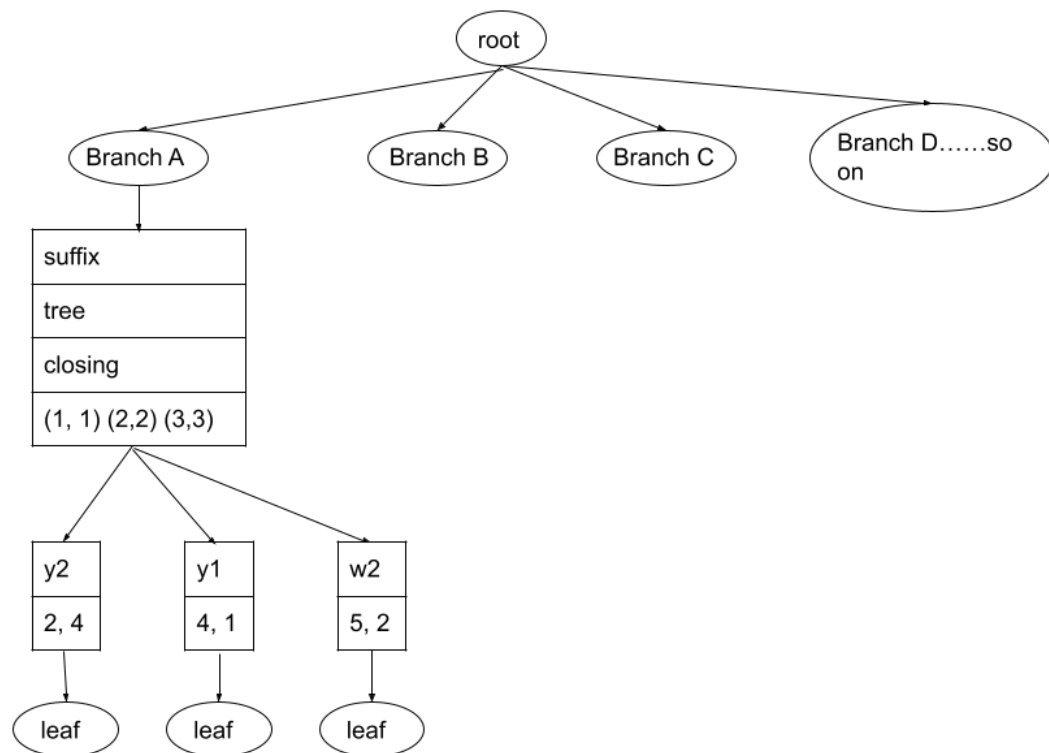 root
Branch A
Branch B
Branch C
Branch D......so
on
suffix
tree
closing
(1, 1) (2,2) (3,3)
y2
y1
w2
2, 4
4, 1
5, 2
leaf
leaf
leaf